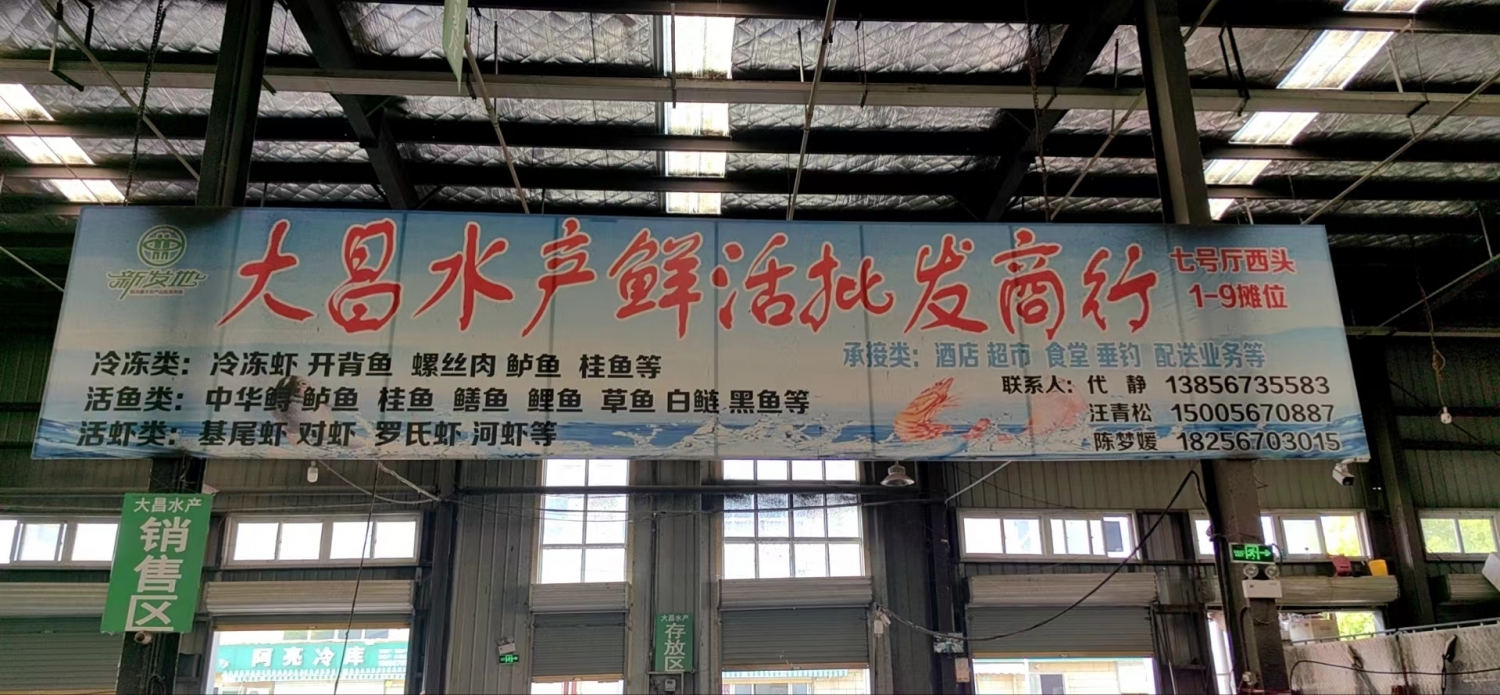 新发地
大昌水产鲜活批发商行
七号厅西头
1-9摊位
冷冻类：冷冻虾 开背鱼 螺丝肉 鲈鱼 桂鱼等
活鱼类：中华鲟 鲈鱼 桂鱼 鳝鱼 鲤鱼 草鱼 白鲢 黑鱼等
活虾类：基尾虾 对虾 罗氏虾 河虾等
承接类：酒店 超市 食堂 垂钓 配送业务等
联系人：代 静 13856735583
汪青松 15005670887
陈梦媛 18256703015
大昌水产
销售区
大昌水产
存放区
阿亮冷库